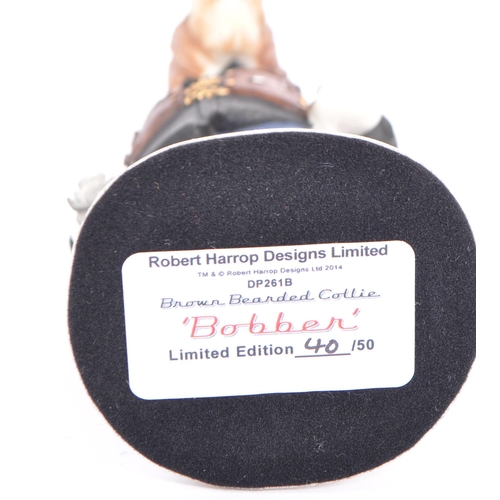 Robert Harrop Designs Limited
TM & © Robert Harrop Designs Ltd 2014
DP261B
Brown Bearded Collie
'Bobber'
Limited Edition 40 /50